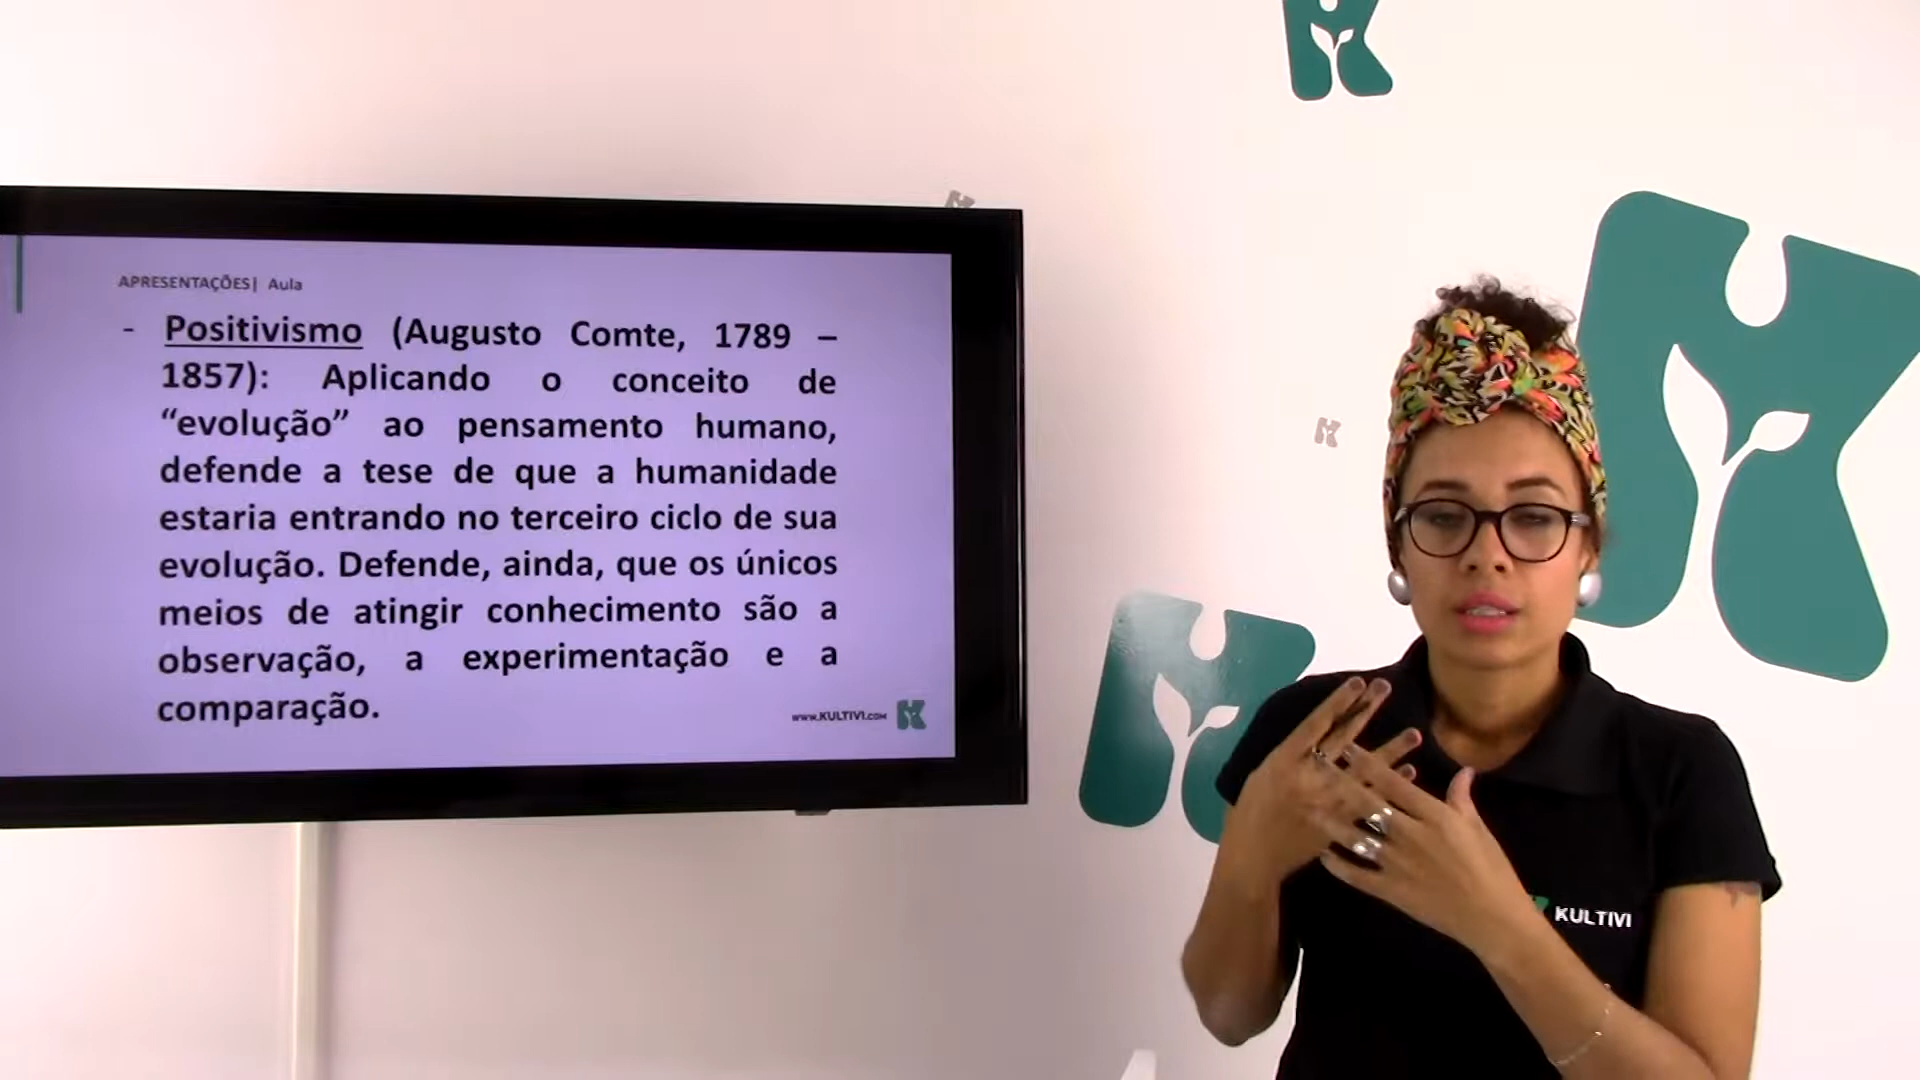 APRESENTAÇÕES| Aula
- Positivismo (Augusto Comte, 1789 –
1857): Aplicando o conceito de
“evolução” ao pensamento humano,
defende a tese de que a humanidade
estaria entrando no terceiro ciclo de sua
evolução. Defende, ainda, que os únicos
meios de atingir conhecimento são a
observação, a experimentação e a
comparação.
www.KULTIVI.com
KULTIVI